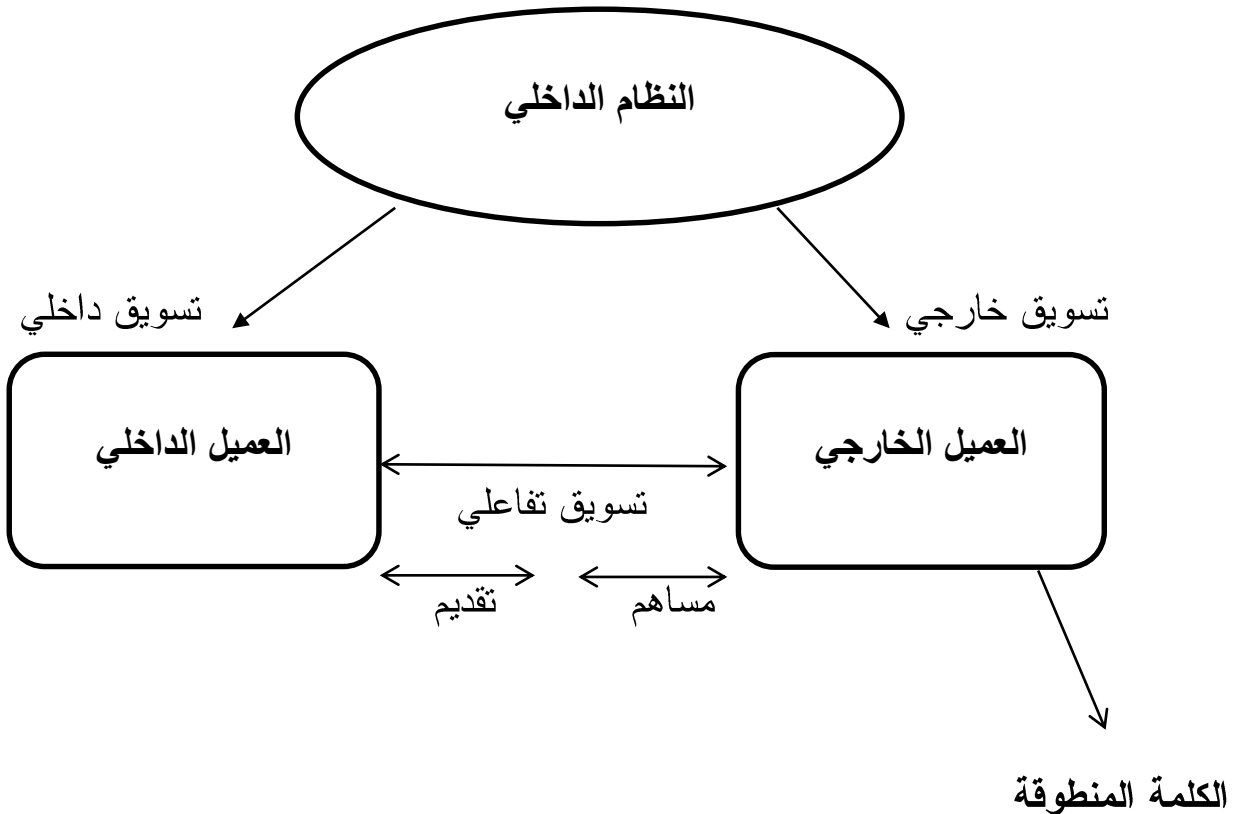 النظام الداخلي
تسويق خارجي
تسويق داخلي
العميل الخارجي
العميل الداخلي
تسويق تفاعلي
مساهم
تقديم
الكلمة المنطوقة